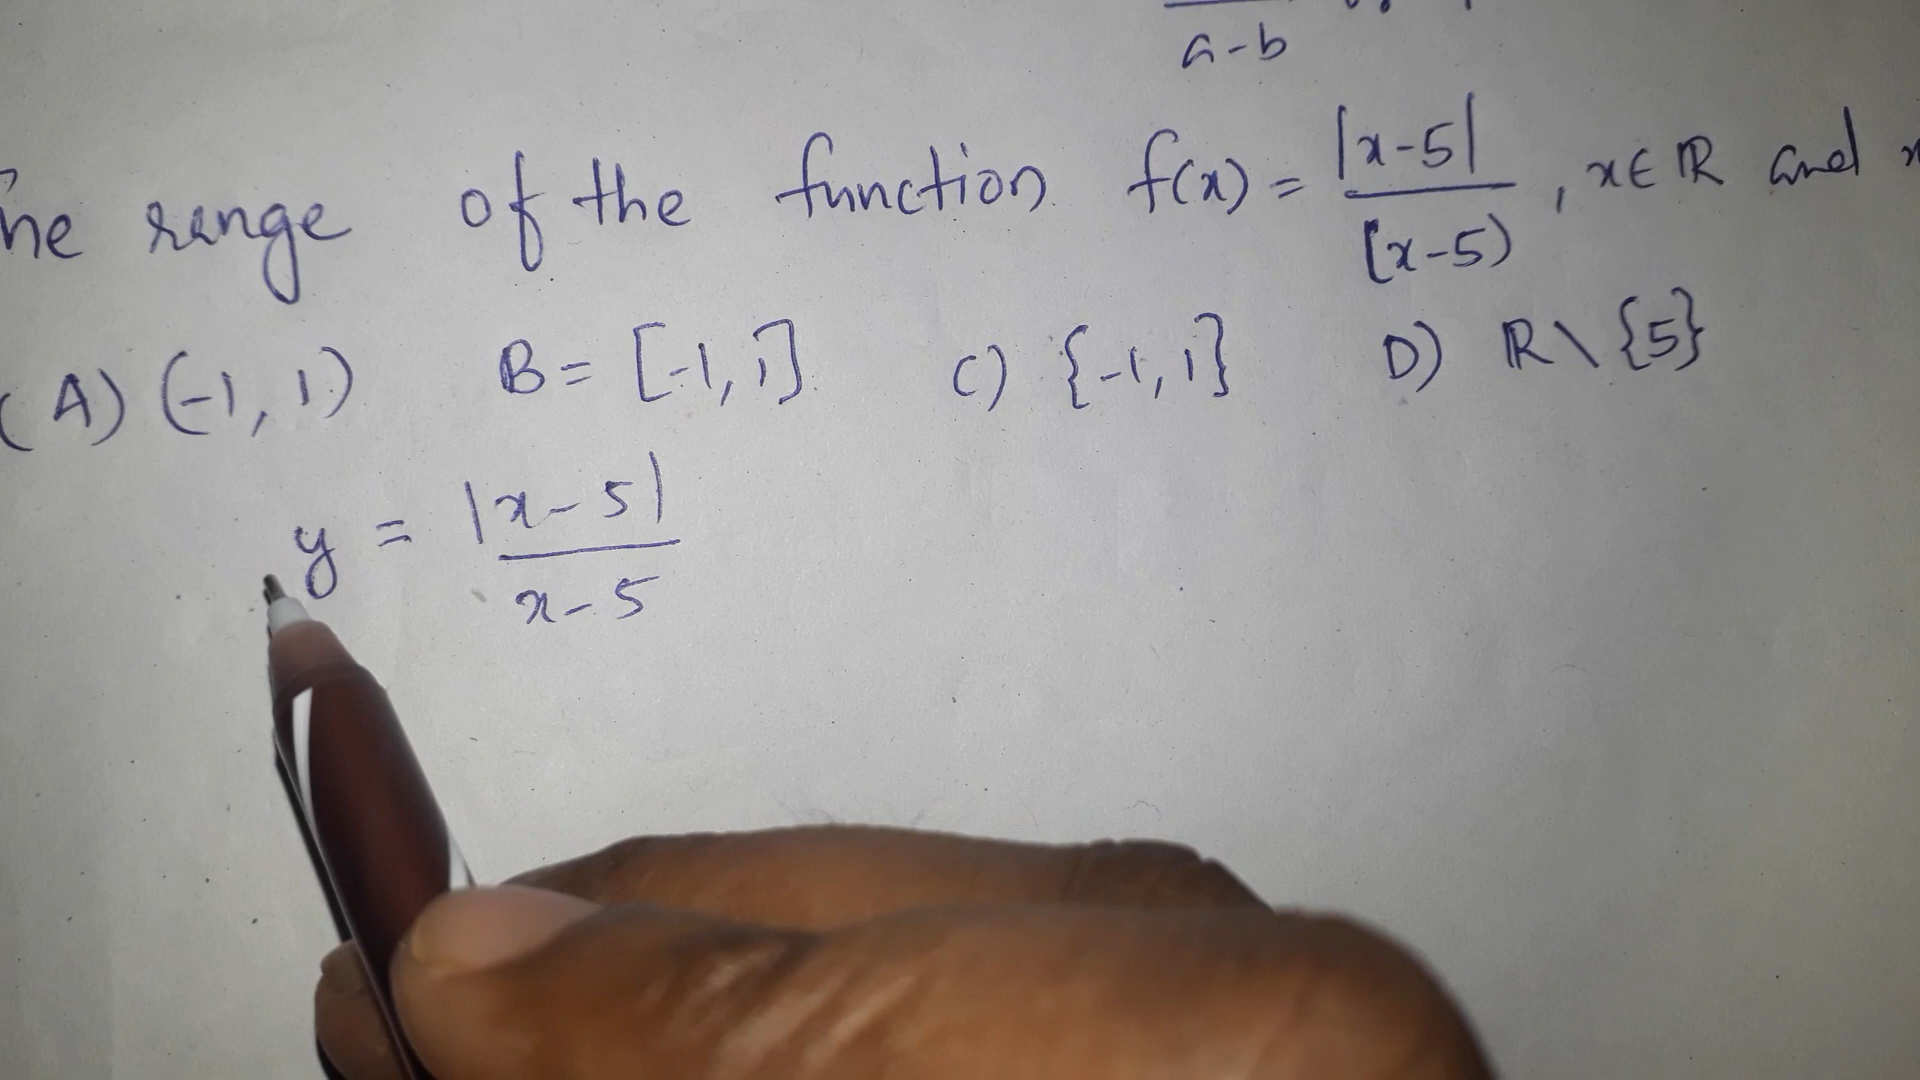 a-b
he range of the function f(x) = |x-5| / (x-5), x∈ℝ and
(A) (-1, 1) B= [-1, 1] C) {-1, 1} D) ℝ \ {5}
y = |x-5| / x-5